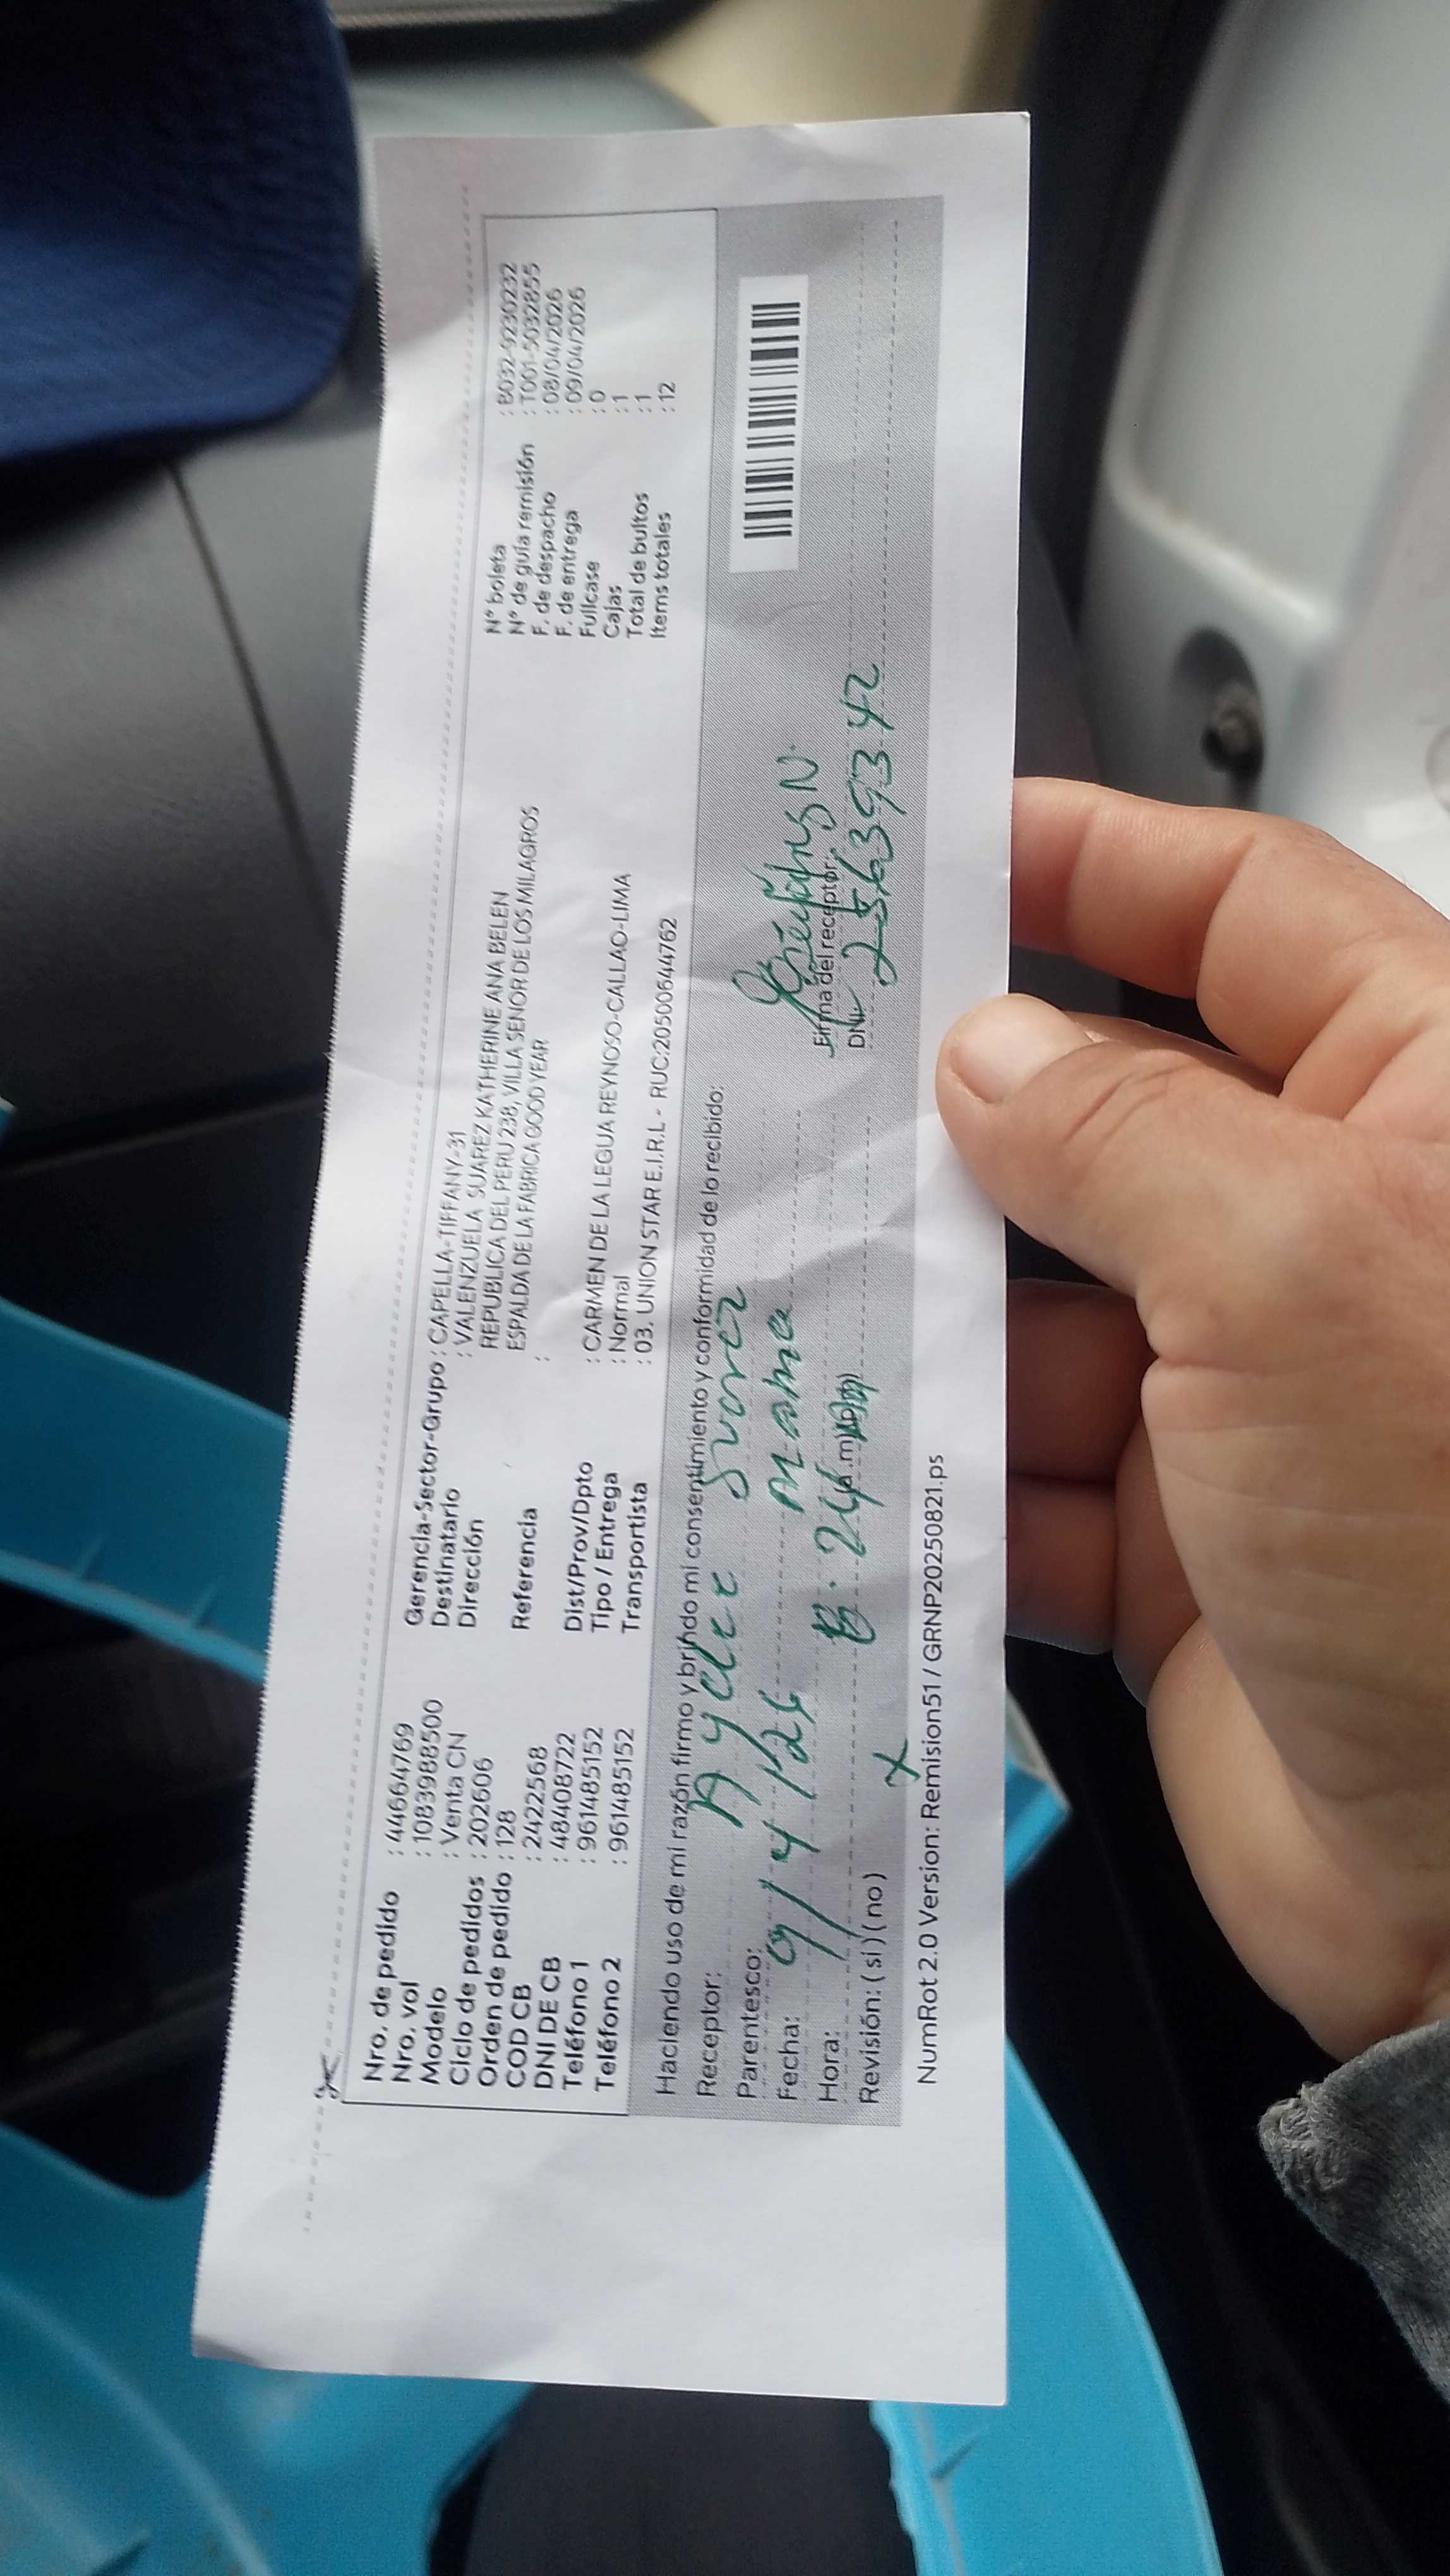 Nro. de pedido : 44664769
Nro. vol : 1083988500
Modelo : Venta CN
Ciclo de pedidos : 202606
Orden de pedido : 128
COD CB : 2422568
DNI DE CB : 48408722
Teléfono 1 : 961485152
Teléfono 2 : 961485152
Gerencia-Sector-Grupo : CAPELLA-TIFFANY-31
Destinatario : VALENZUELA SUAREZ KATHERINE ANA BELEN
Dirección REPUBLICA DEL PERU 238, VILLA SENOR DE LOS MILAGROS
ESPALDA DE LA FABRICA GOOD YEAR
Referencia :
Dist/Prov/Dpto : CARMEN DE LA LEGUA REYNOSO-CALLAO-LIMA
Tipo / Entrega : Normal
Transportista : 03. UNION STAR E.I.R.L - RUC:20500644762
N° boleta : B032-9230232
N° de guía remisión : T001-5032855
F. de despacho : 08/04/2026
F. de entrega : 09/04/2026
Fullcase : 0
Cajas : 1
Total de bultos : 1
Items totales : 12
Haciendo uso de mi razón firmo y brindo mi consentimiento y conformidad de lo recibido:
Receptor: Suarez
Parentesco: mama
Fecha: 9/4/26
Hora: (a.m)
Revisión: (si) (no) x
Firma del receptor:
DNI: 25639342
NumRot 2.0 Version: Remision51 / GRNP20250821.ps